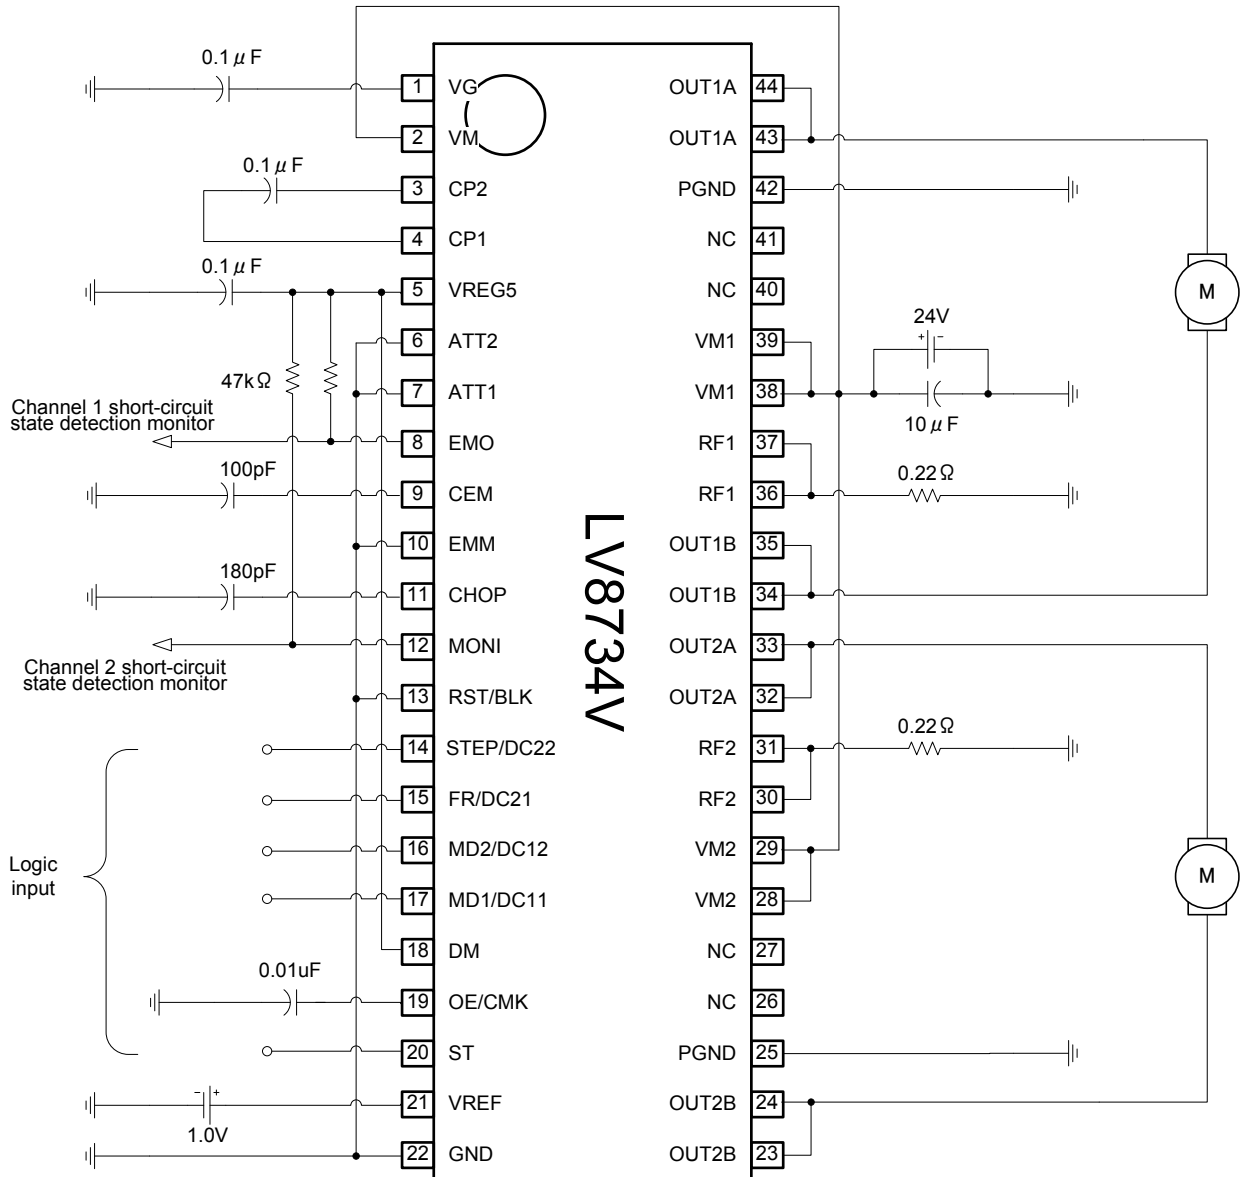 0.1μF
1 VG
OUT1A 44
2 VM
OUT1A 43
0.1μF
3 CP2
PGND 42
4 CP1
NC 41
0.1μF
5 VREG5
NC 40
M
24V
+ −
6 ATT2
VM1 39
47kΩ
7 ATT1
VM1 38
10μF
Channel 1 short-circuit
state detection monitor
8 EMO
RF1 37
100pF
9 CEM
RF1 36
0.22Ω
10 EMM
OUT1B 35
180pF
11 CHOP
OUT1B 34
LV8734V
12 MONI
OUT2A 33
Channel 2 short-circuit
state detection monitor
13 RST/BLK
OUT2A 32
14 STEP/DC22
RF2 31
0.22Ω
15 FR/DC21
RF2 30
16 MD2/DC12
VM2 29
Logic
input
M
17 MD1/DC11
VM2 28
18 DM
NC 27
0.01uF
19 OE/CMK
NC 26
20 ST
PGND 25
− +
1.0V
21 VREF
OUT2B 24
22 GND
OUT2B 23